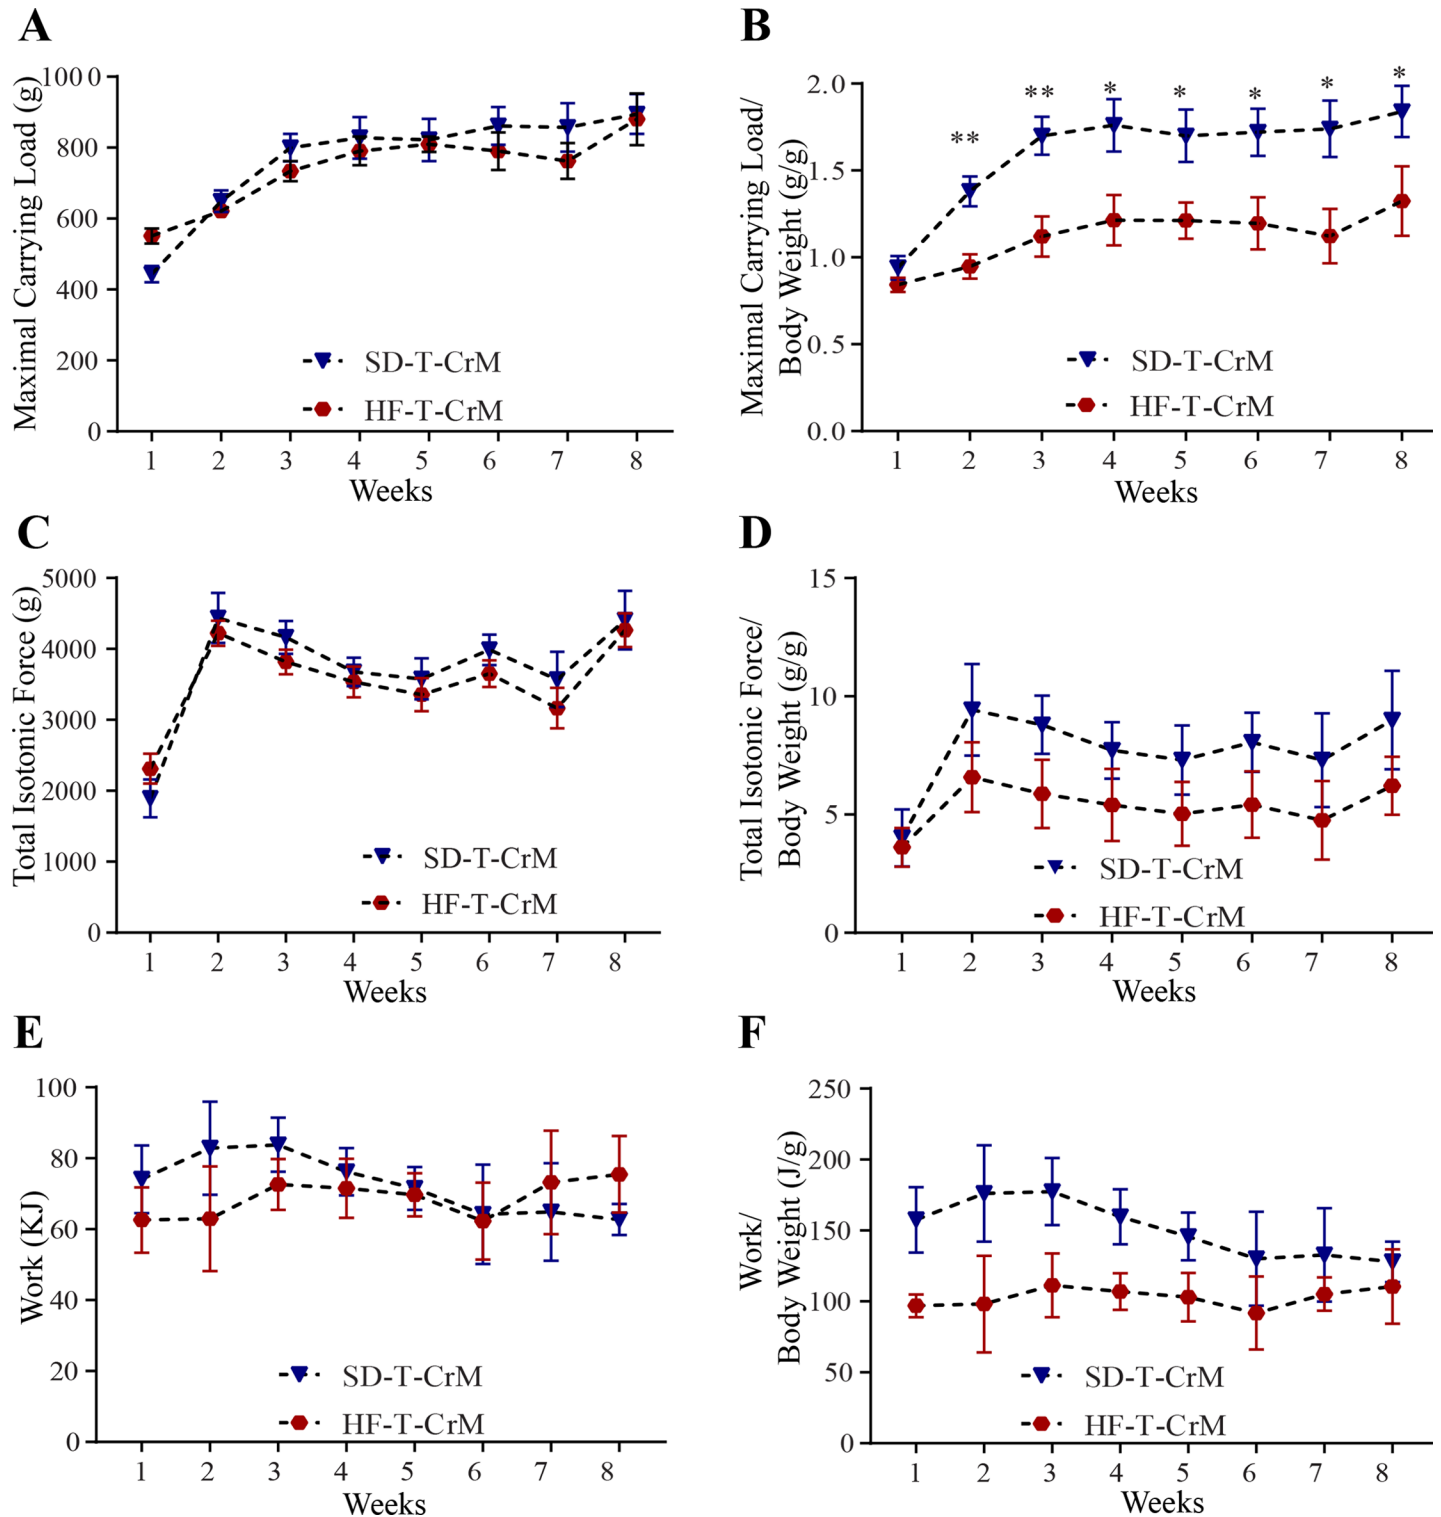 A
Maximal Carrying Load (g)
1000
800
600
400
200
0
SD-T-CrM
HF-T-CrM
1 2 3 4 5 6 7 8
Weeks
B
Maximal Carrying Load/
Body Weight (g/g)
2.0
1.5
1.0
0.5
0.0
** ** * * * * *
SD-T-CrM
HF-T-CrM
1 2 3 4 5 6 7 8
Weeks
C
Total Isotonic Force (g)
5000
4000
3000
2000
1000
0
SD-T-CrM
HF-T-CrM
1 2 3 4 5 6 7 8
Weeks
D
Total Isotonic Force/
Body Weight (g/g)
15
10
5
0
SD-T-CrM
HF-T-CrM
1 2 3 4 5 6 7 8
Weeks
E
Work (KJ)
100
80
60
40
20
0
SD-T-CrM
HF-T-CrM
1 2 3 4 5 6 7 8
Weeks
F
Work/
Body Weight (J/g)
250
200
150
100
50
0
SD-T-CrM
HF-T-CrM
1 2 3 4 5 6 7 8
Weeks